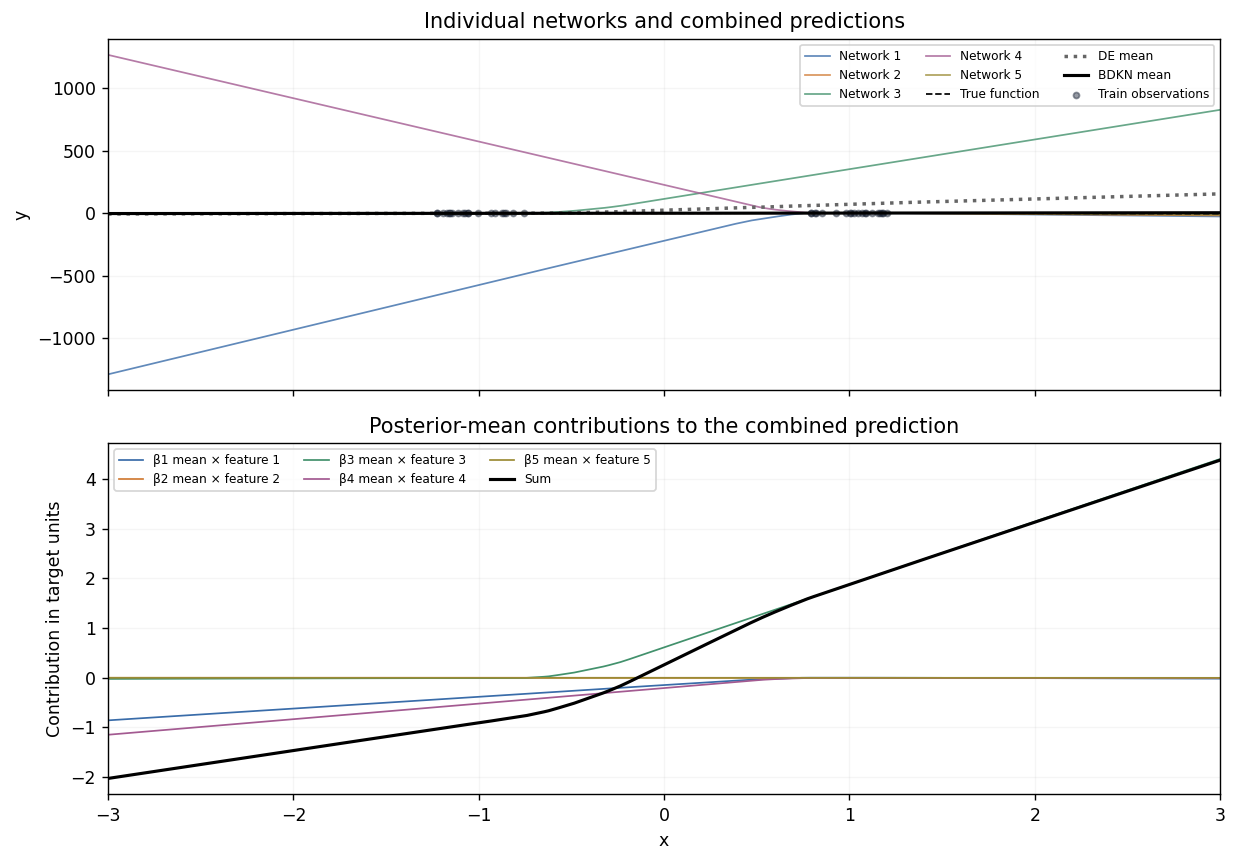 Individual networks and combined predictions
Network 1
Network 2
Network 3
Network 4
Network 5
True function
DE mean
BDKN mean
Train observations
1000
500
0
−500
−1000
y
Posterior-mean contributions to the combined prediction
β1 mean × feature 1
β2 mean × feature 2
β3 mean × feature 3
β4 mean × feature 4
β5 mean × feature 5
Sum
4
3
2
1
0
−1
−2
Contribution in target units
−3
−2
−1
0
1
2
3
x